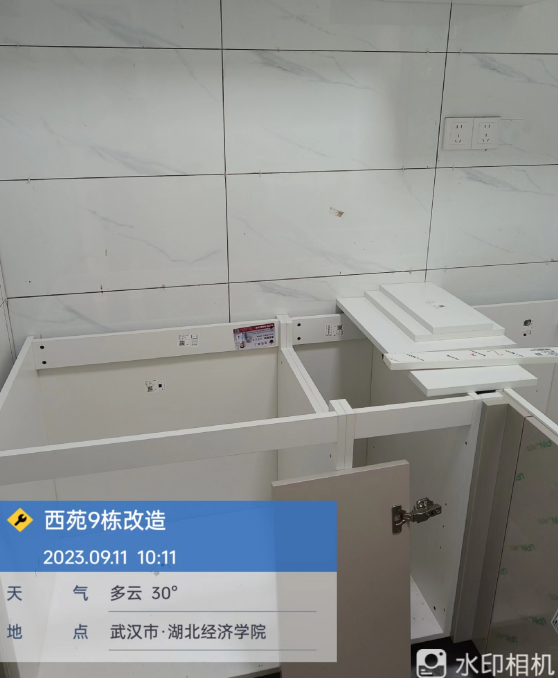 西苑9栋改造
2023.09.11 10:11
天 气 多云 30°
地 点 武汉市·湖北经济学院
水印相机